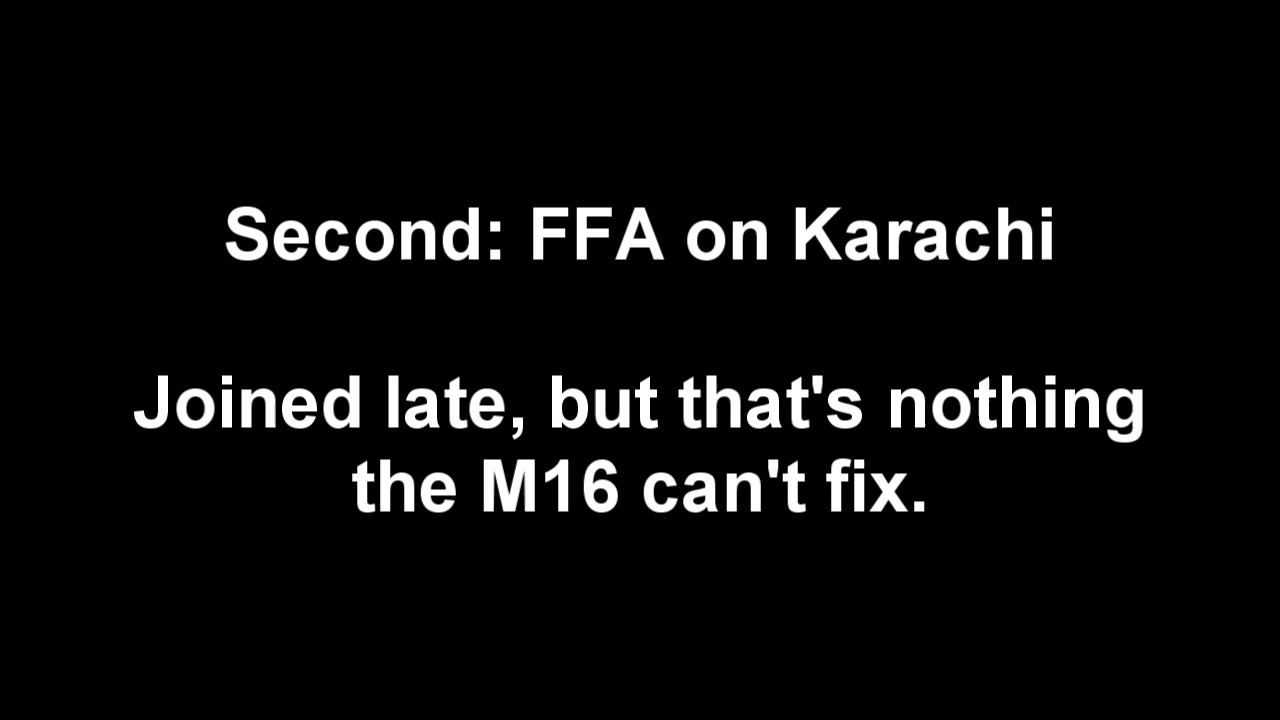 Second: FFA on Karachi
Joined late, but that's nothing
the M16 can't fix.